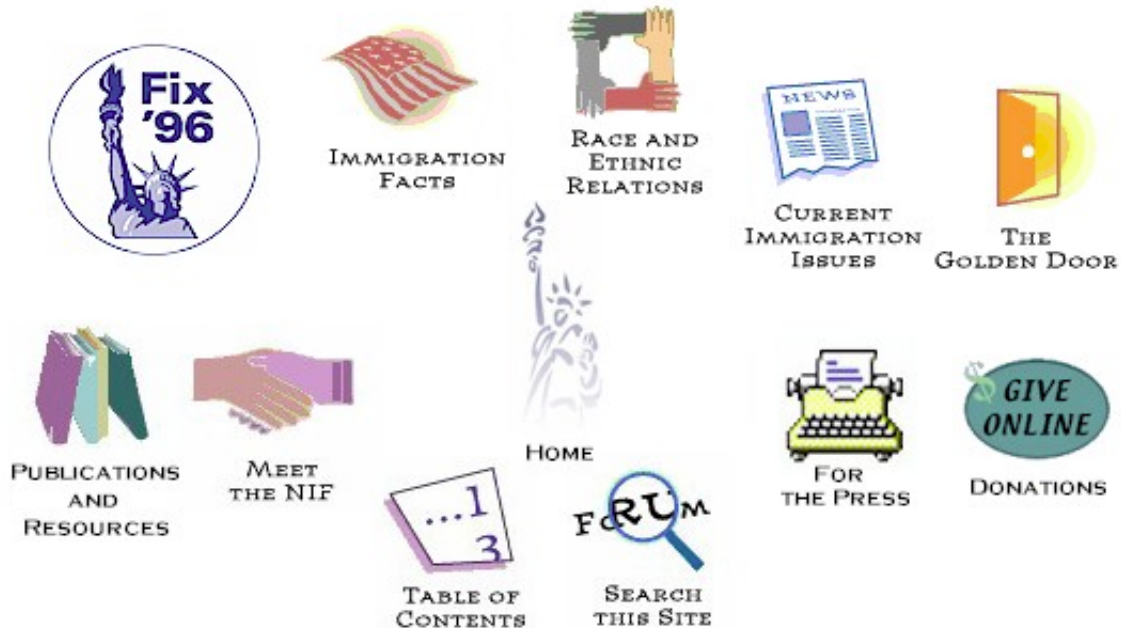 Fix
'96
IMMIGRATION
FACTS
RACE AND
ETHNIC
RELATIONS
NEWS
CURRENT
IMMIGRATION
ISSUES
THE
GOLDEN DOOR
PUBLICATIONS
AND
RESOURCES
MEET
THE NIF
HOME
FOR
THE PRESS
$ GIVE
ONLINE
DONATIONS
...1
3
TABLE OF
CONTENTS
FORUM
SEARCH
THIS SITE